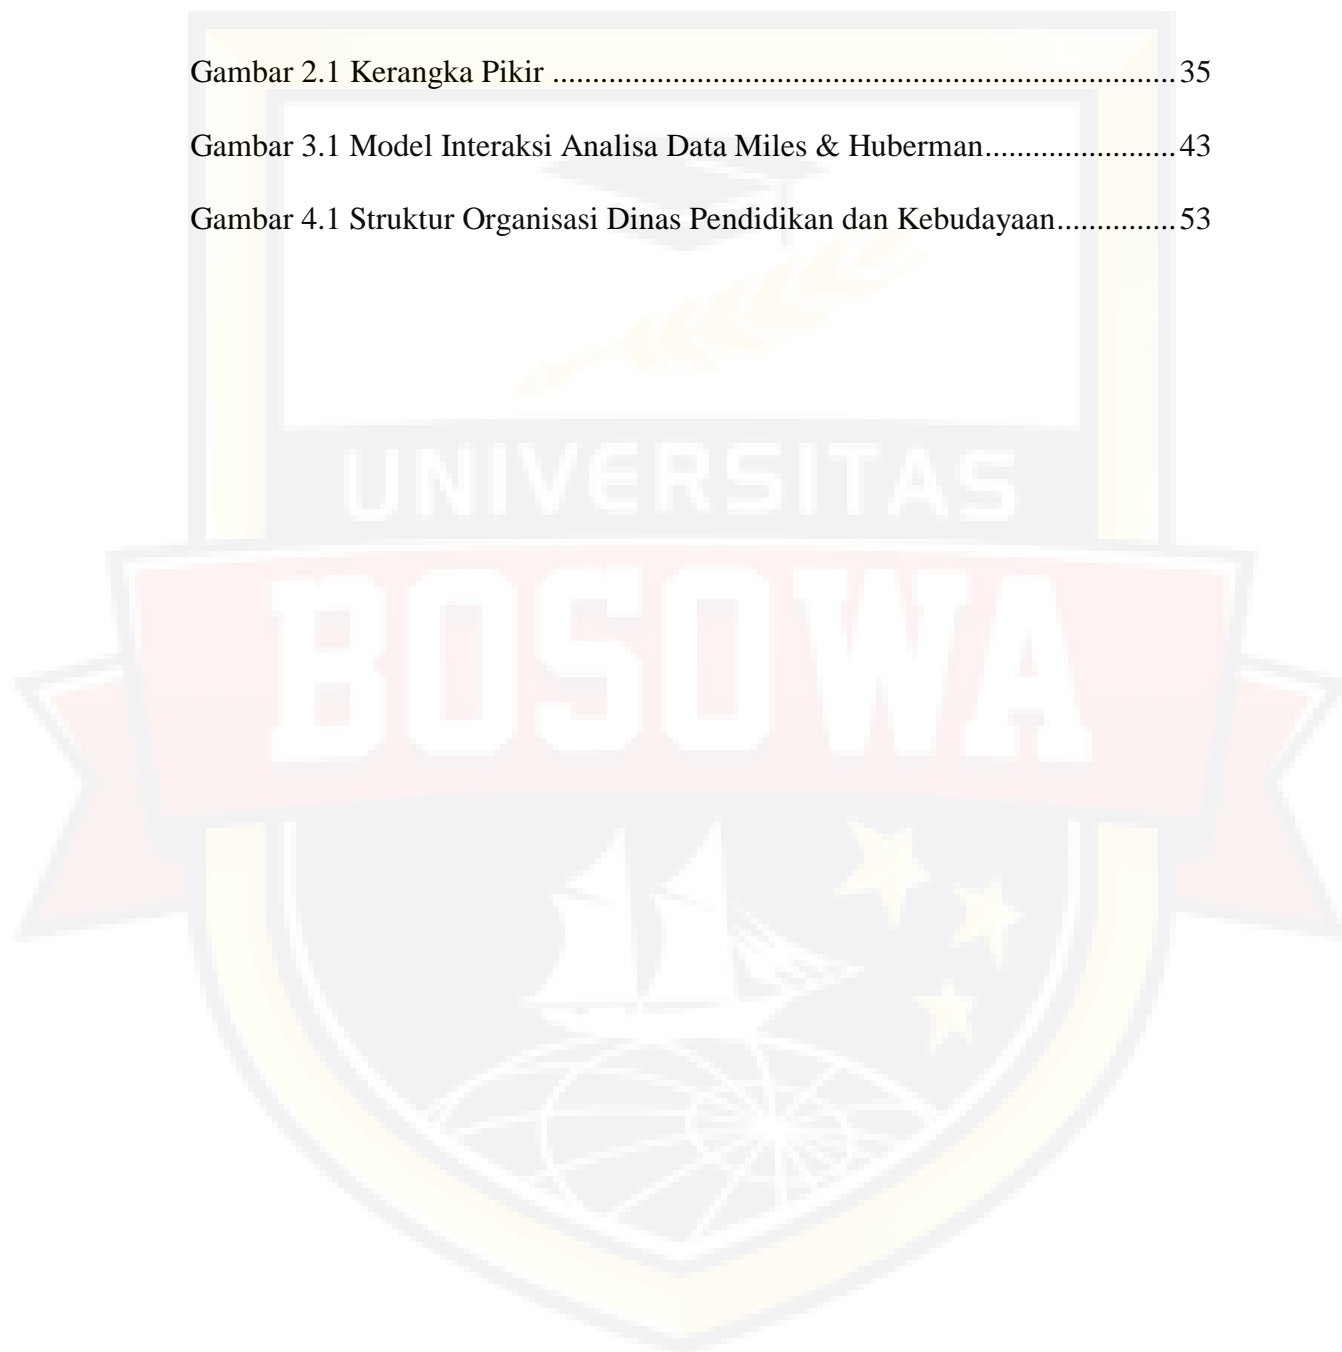 Gambar 2.1 Kerangka Pikir .............................................................................. 35
Gambar 3.1 Model Interaksi Analisa Data Miles & Huberman........................ 43
Gambar 4.1 Struktur Organisasi Dinas Pendidikan dan Kebudayaan............... 53
UNIVERSITAS
BOSOWA